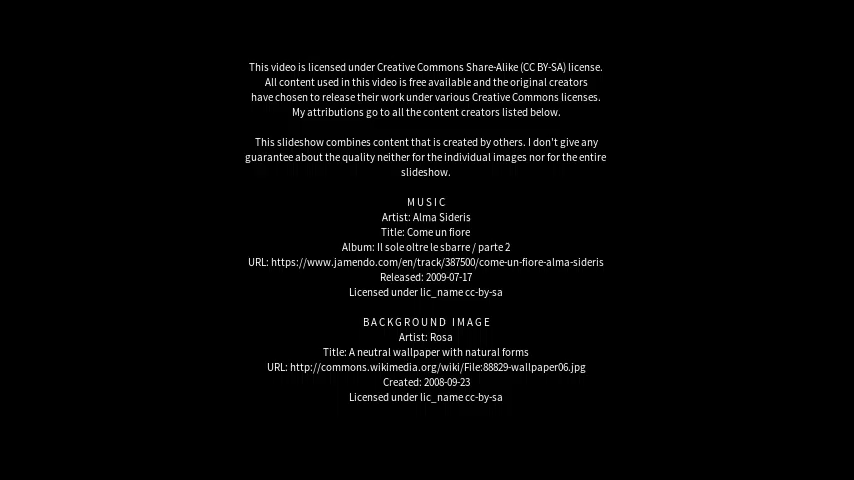 This video is licensed under Creative Commons Share-Alike (CC BY-SA) license.
All content used in this video is free available and the original creators
have chosen to release their work under various Creative Commons licenses.
My attributions go to all the content creators listed below.
This slideshow combines content that is created by others. I don't give any
guarantee about the quality neither for the individual images nor for the entire
slideshow.
MUSIC
Artist: Alma Sideris
Title: Come un fiore
Album: Il sole oltre le sbarre / parte 2
URL: https://www.jamendo.com/en/track/387500/come-un-fiore-alma-sideris
Released: 2009-07-17
Licensed under lic_name cc-by-sa
BACKGROUND IMAGE
Artist: Rosa
Title: A neutral wallpaper with natural forms
URL: http://commons.wikimedia.org/wiki/File:88829-wallpaper06.jpg
Created: 2008-09-23
Licensed under lic_name cc-by-sa